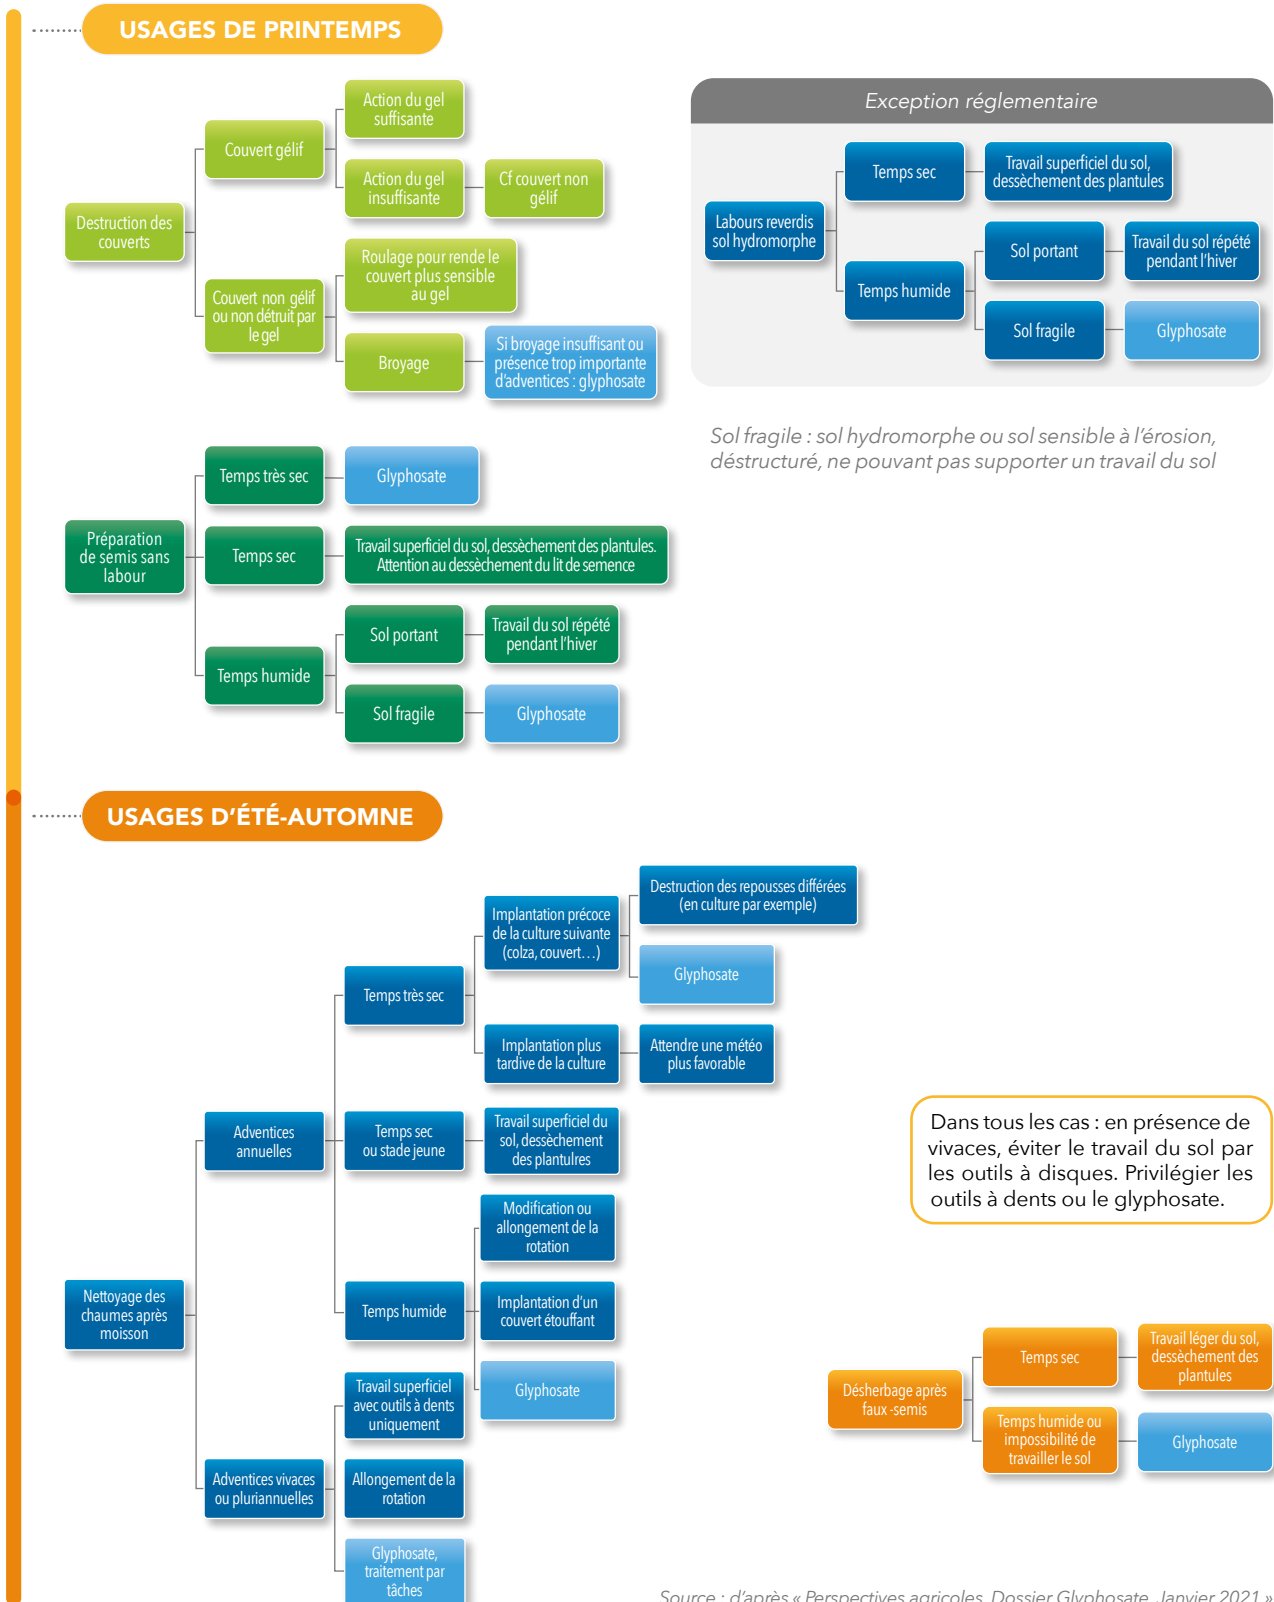 USAGES DE PRINTEMPS
Destruction des
couverts
Couvert gélif
Action du gel
suffisante
Action du gel
insuffisante
Cf couvert non
gélif
Couvert non gélif
ou non détruit par
le gel
Roulage pour rende le
couvert plus sensible
au gel
Broyage
Si broyage insuffisant ou
présence trop importante
d'adventices : glyphosate
Exception réglementaire
Labours reverdis
sol hydromorphe
Temps sec
Travail superficiel du sol,
dessèchement des plantules
Temps humide
Sol portant
Travail du sol répété
pendant l'hiver
Sol fragile
Glyphosate
Sol fragile : sol hydromorphe ou sol sensible à l'érosion,
déstructuré, ne pouvant pas supporter un travail du sol
Préparation
de semis sans
labour
Temps très sec
Glyphosate
Temps sec
Travail superficiel du sol, dessèchement des plantules.
Attention au dessèchement du lit de semence
Temps humide
Sol portant
Travail du sol répété
pendant l'hiver
Sol fragile
Glyphosate
USAGES D'ÉTÉ-AUTOMNE
Nettoyage des
chaumes après
moisson
Adventices
annuelles
Temps très sec
Implantation précoce
de la culture suivante
(colza, couvert…)
Destruction des repousses différées
(en culture par exemple)
Glyphosate
Implantation plus
tardive de la culture
Attendre une météo
plus favorable
Temps sec
ou stade jeune
Travail superficiel du
sol, dessèchement
des plantulres
Temps humide
Modification ou
allongement de la
rotation
Implantation d'un
couvert étouffant
Glyphosate
Adventices vivaces
ou pluriannuelles
Travail superficiel
avec outils à dents
uniquement
Allongement de la
rotation
Glyphosate,
traitement par
tâches
Dans tous les cas : en présence de
vivaces, éviter le travail du sol par
les outils à disques. Privilégier les
outils à dents ou le glyphosate.
Désherbage après
faux -semis
Temps sec
Travail léger du sol,
dessèchement des
plantules
Temps humide ou
impossibilité de
travailler le sol
Glyphosate
Source : d'après « Perspectives agricoles, Dossier Glyphosate, Janvier 2021 »